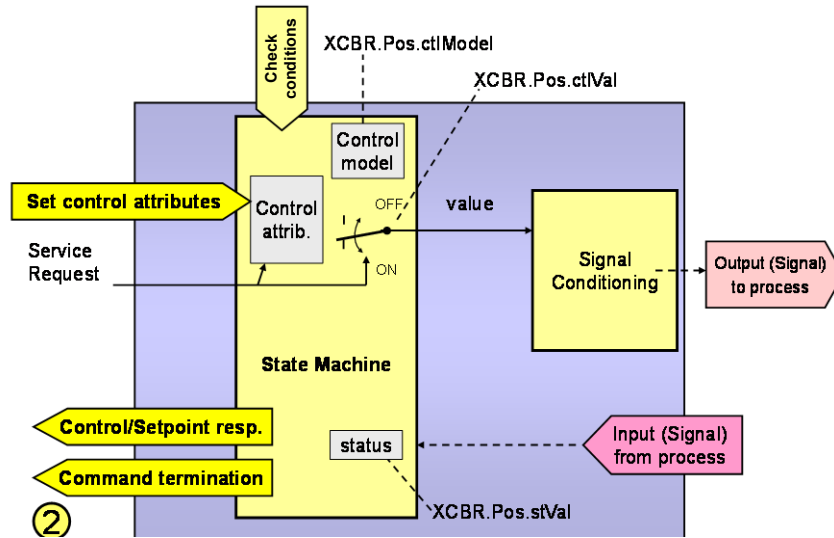 Check
conditions
XCBR.Pos.ctlModel
XCBR.Pos.ctlVal
Control
model
Set control attributes
Control
attrib.
OFF
value
Service
Request
ON
Signal
Conditioning
Output (Signal)
to process
State Machine
Control/Setpoint resp.
status
Input (Signal)
from process
Command termination
XCBR.Pos.stVal
2